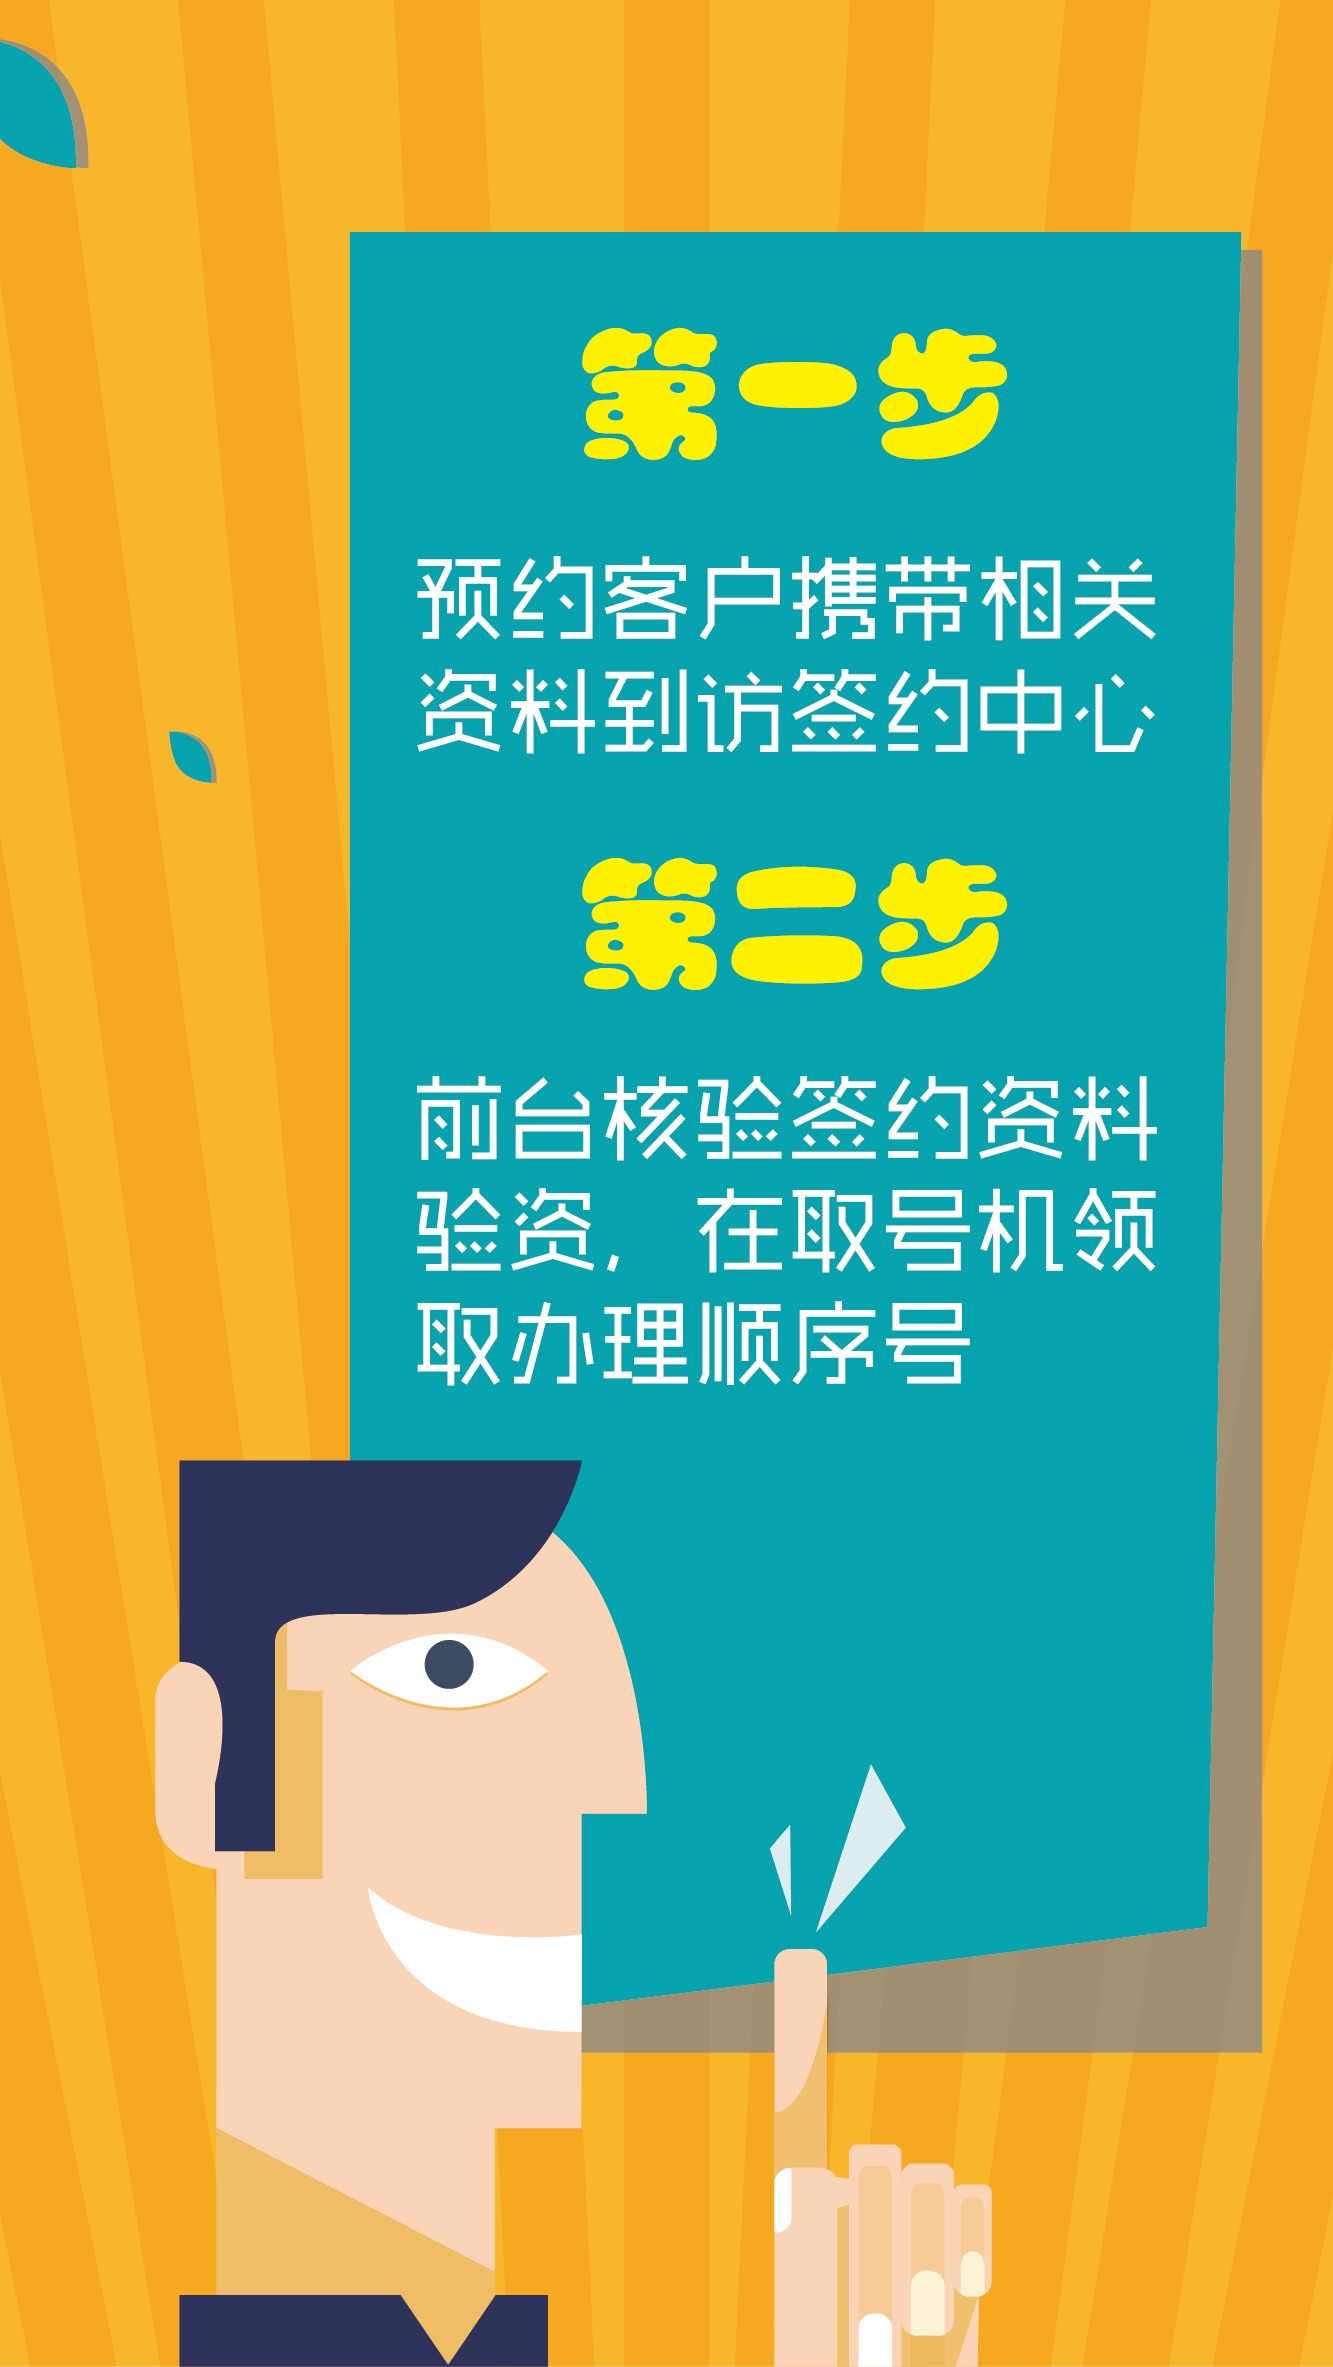 第一步
预约客户携带相关
资料到访签约中心
第二步
前台核验签约资料
验资，在取号机领
取办理顺序号